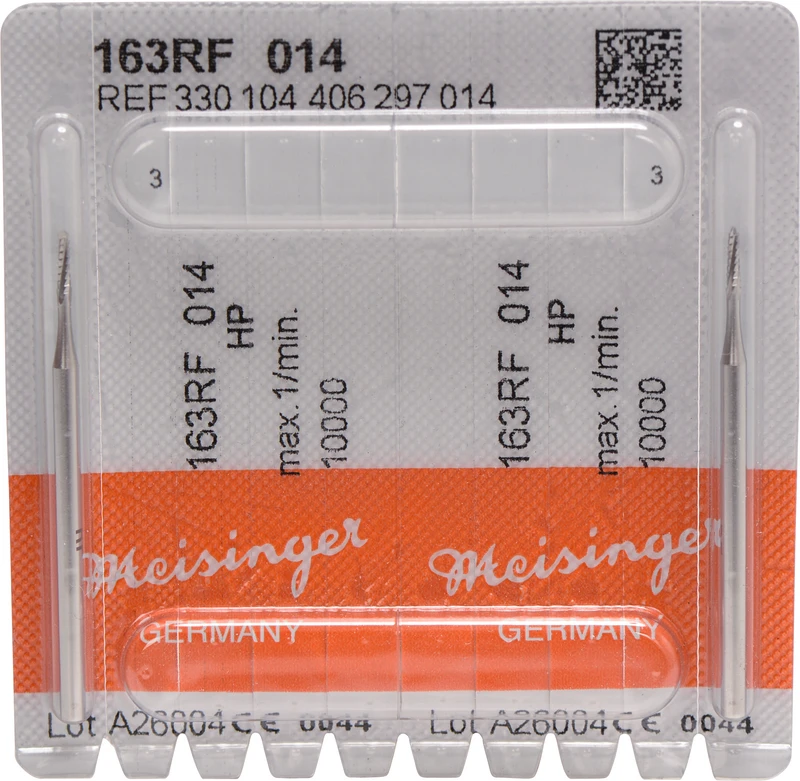 163RF 014
REF 330 104 406 297 014
3 3
163RF 014
HP
max. 1/min.
10000
163RF 014
HP
max. 1/min.
10000
Meisinger Meisinger
GERMANY GERMANY
Lot A26004 CE 0044 Lot A26004 CE 0044